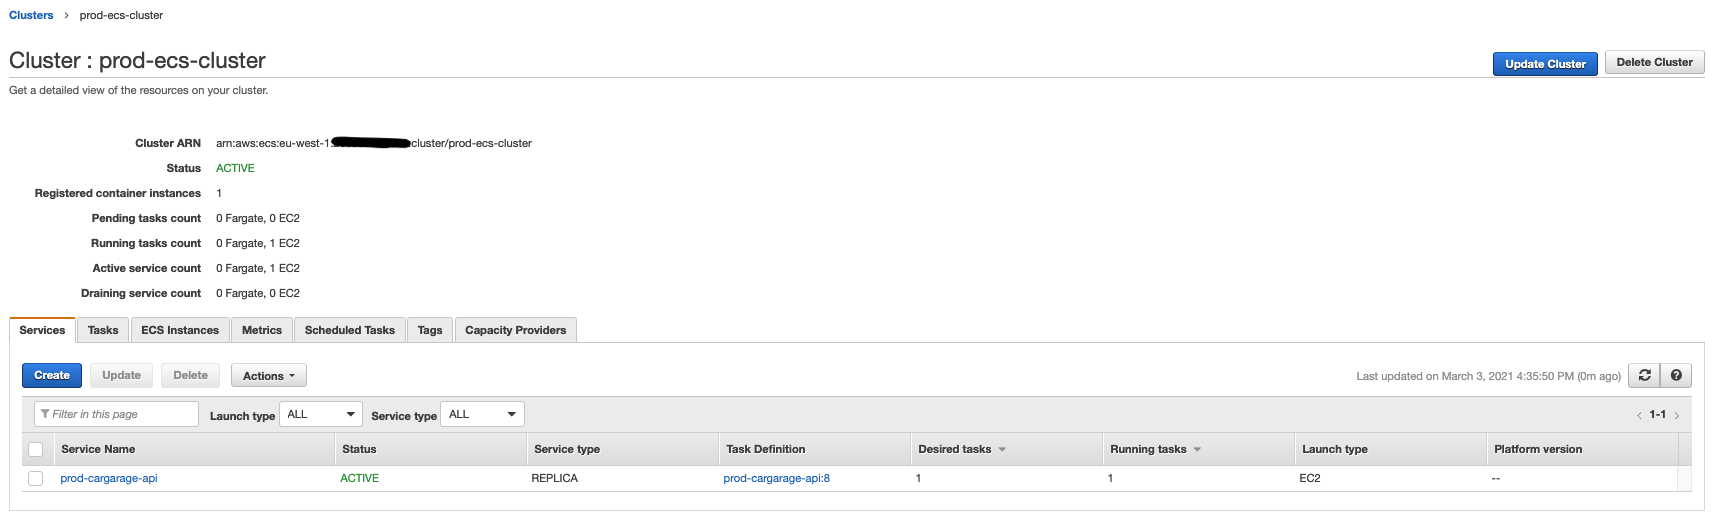 Clusters > prod-ecs-cluster
Cluster : prod-ecs-cluster
Update Cluster Delete Cluster
Get a detailed view of the resources on your cluster.
Cluster ARN arn:aws:ecs:eu-west-1: cluster/prod-ecs-cluster
Status ACTIVE
Registered container instances 1
Pending tasks count 0 Fargate, 0 EC2
Running tasks count 0 Fargate, 1 EC2
Active service count 0 Fargate, 1 EC2
Draining service count 0 Fargate, 0 EC2
Services Tasks ECS Instances Metrics Scheduled Tasks Tags Capacity Providers
Create Update Delete Actions Last updated on March 3, 2021 4:35:50 PM (0m ago)
Filter in this page Launch type ALL Service type ALL < 1-1 >
Service Name Status Service type Task Definition Desired tasks Running tasks Launch type Platform version
prod-cargarage-api ACTIVE REPLICA prod-cargarage-api:8 1 1 EC2 --